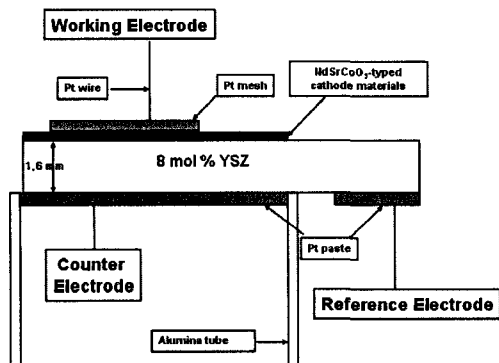 Working Electrode
Pt wire
Pt mesh
NdSrCoO3-typed
cathode materials
1.6 mm
8 mol % YSZ
Pt paste
Counter
Electrode
Reference Electrode
Alumina tube